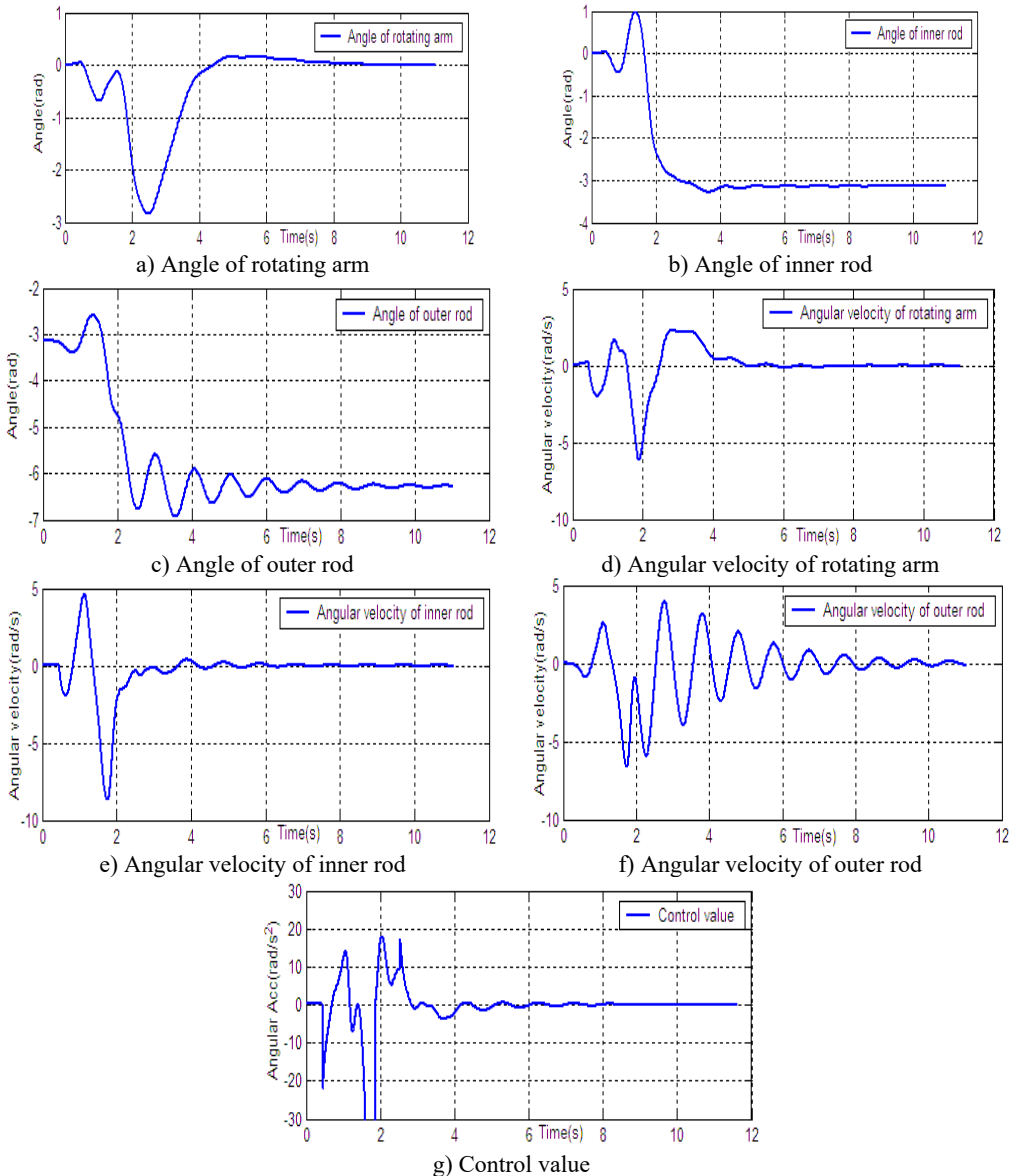 1
0
-1
-2
-3
Angle(rad)
Angle of rotating arm
0 2 4 6 Time(s) 8 10 12
a) Angle of rotating arm
1
0
-1
-2
-3
-4
Angle(rad)
Angle of inner rod
0 2 4 6 Time(s) 8 10 12
b) Angle of inner rod
-2
-3
-4
-5
-6
-7
Angle(rad)
Angle of outer rod
0 2 4 6 Time(s) 8 10 12
c) Angle of outer rod
5
0
-5
-10
Angular velocity(rad/s)
Angular velocity of rotating arm
0 2 4 6 Time(s) 8 10 12
d) Angular velocity of rotating arm
5
0
-5
-10
Angular velocity(rad/s)
Angular velocity of inner rod
0 2 4 6 Time(s) 8 10 12
e) Angular velocity of inner rod
5
0
-5
-10
Angular velocity(rad/s)
Angular velocity of outer rod
0 2 4 6 Time(s) 8 10 12
f) Angular velocity of outer rod
30
20
10
0
-10
-20
-30
Angular Acc(rad/s²)
Control value
0 2 4 6 Time(s) 8 10 12
g) Control value